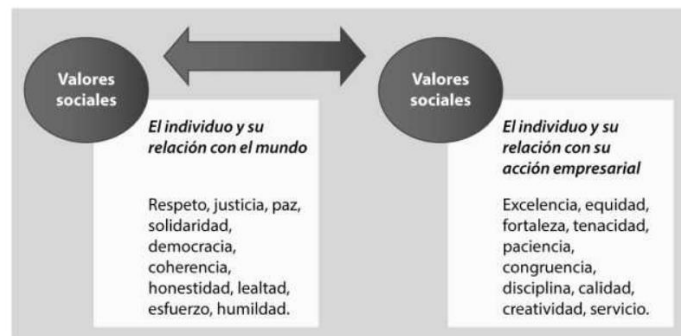 Valores
sociales
El individuo y su
relación con el mundo
Respeto, justicia, paz,
solidaridad,
democracia,
coherencia,
honestidad, lealtad,
esfuerzo, humildad.
Valores
sociales
El individuo y su
relación con su
acción empresarial
Excelencia, equidad,
fortaleza, tenacidad,
paciencia,
congruencia,
disciplina, calidad,
creatividad, servicio.